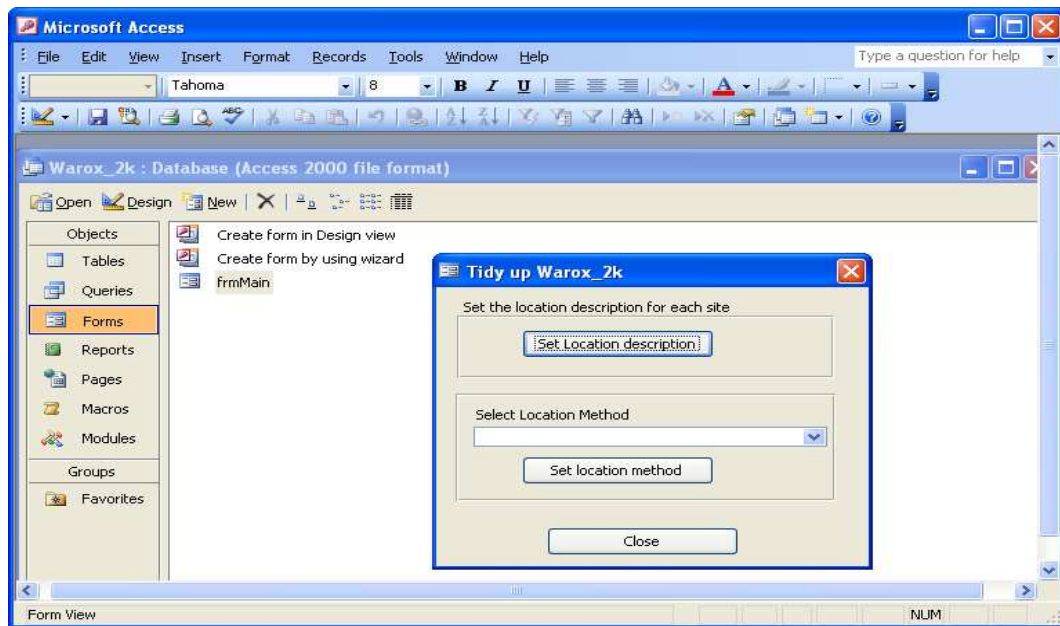 Microsoft Access
File Edit View Insert Format Records Tools Window Help Type a question for help
Tahoma 8 B I U A
ABC
Warox_2k : Database (Access 2000 file format)
Open Design New
Objects
Tables
Queries
Forms
Reports
Pages
Macros
Modules
Groups
Favorites
Create form in Design view
Create form by using wizard
frmMain
Tidy up Warox_2k
Set the location description for each site
Set Location description
Select Location Method
Set location method
Close
Form View NUM